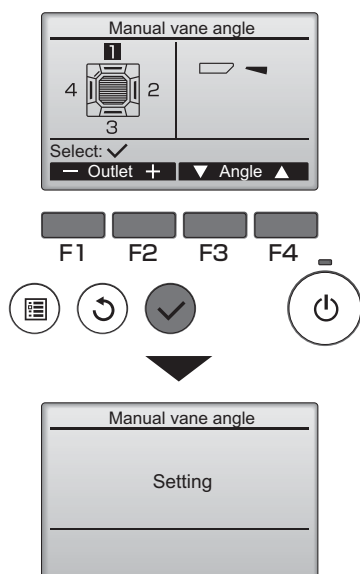 Manual vane angle
1
4 2
3
Select:
− Outlet + ▼ Angle ▲
F1 F2 F3 F4
Manual vane angle
Setting